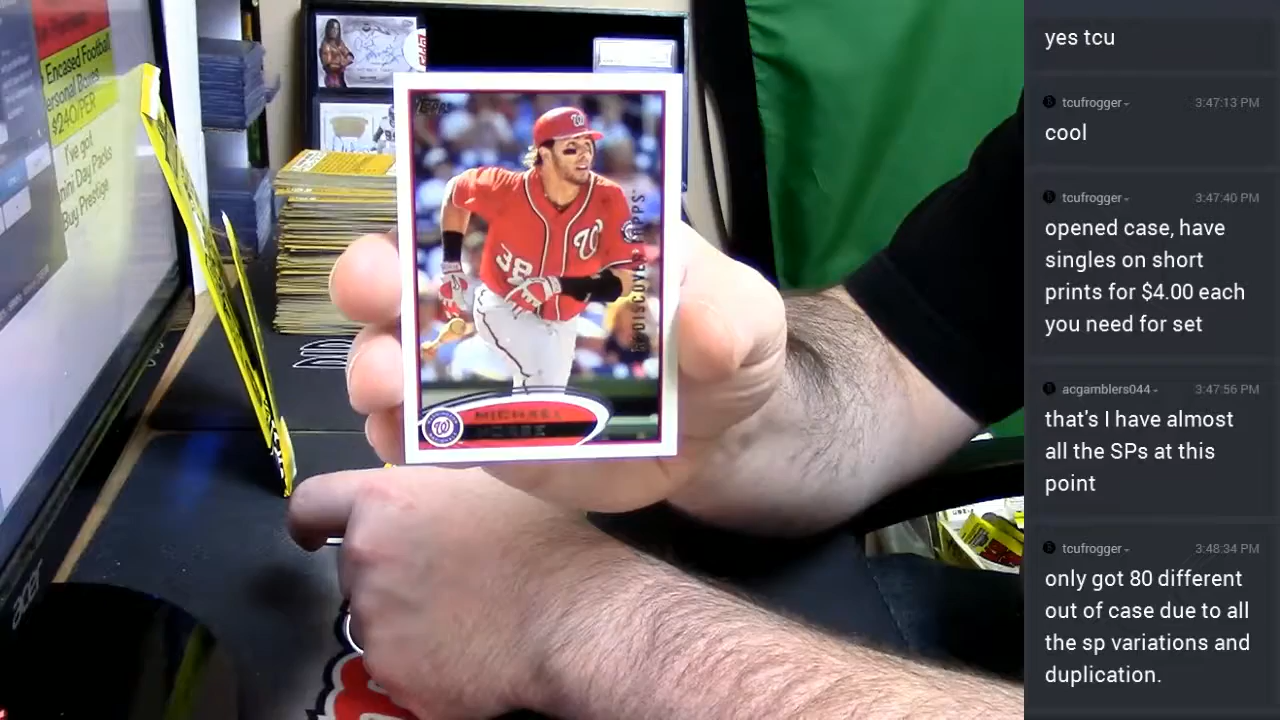 Encased Football
Personal Boxes
$240/PER
I've got
mini Day Packs
Buy Prestige
TOPPS
REDISCOVER TOPPS
W
38
MICHAEL
acer
yes tcu
tcufrogger 3:47:13 PM
cool
tcufrogger 3:47:40 PM
opened case, have
singles on short
prints for $4.00 each
you need for set
acgamblers044 3:47:56 PM
that's I have almost
all the SPs at this
point
tcufrogger 3:48:34 PM
only got 80 different
out of case due to all
the sp variations and
duplication.